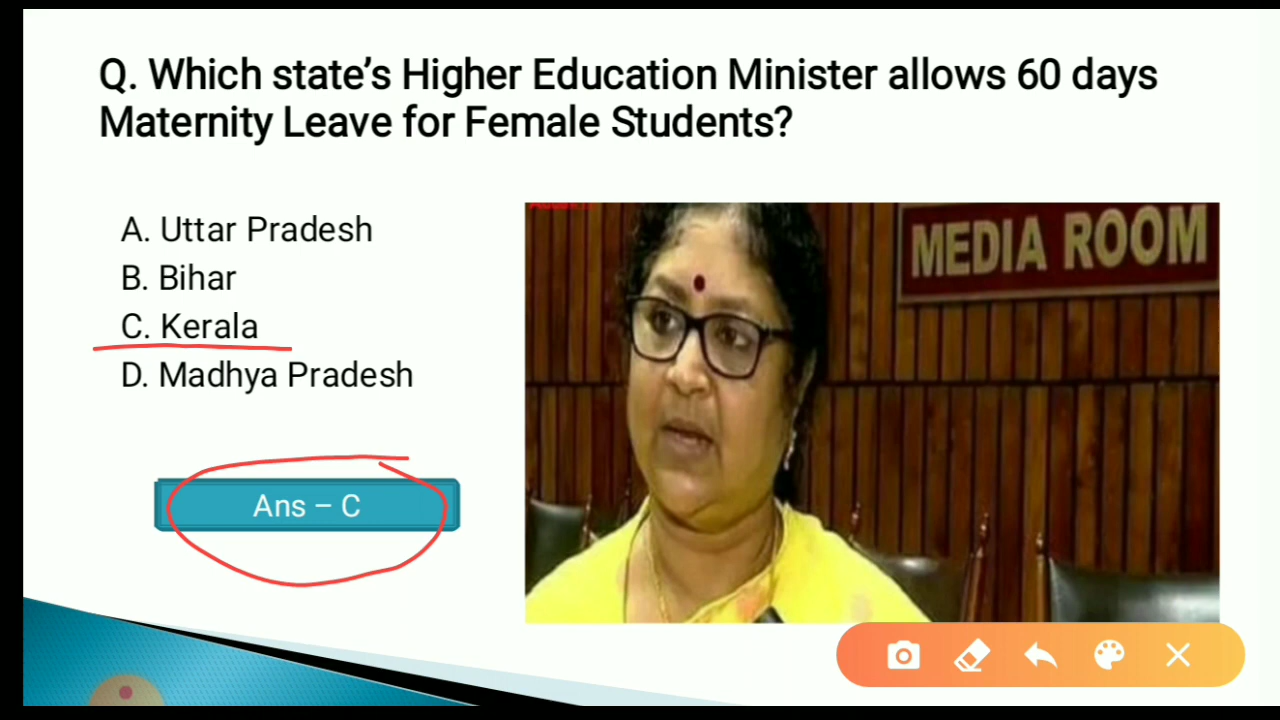 Q. Which state’s Higher Education Minister allows 60 days
Maternity Leave for Female Students?
A. Uttar Pradesh
B. Bihar
C. Kerala
D. Madhya Pradesh
Ans – C
MEDIA ROOM